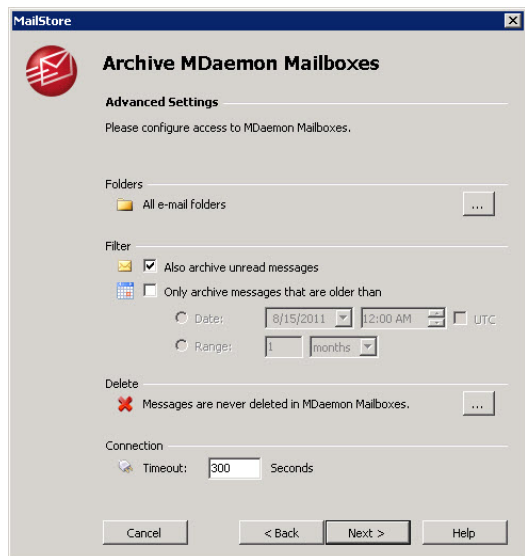 MailStore
Archive MDaemon Mailboxes
Advanced Settings
Please configure access to MDaemon Mailboxes.
Folders
All e-mail folders ...
Filter
Also archive unread messages
Only archive messages that are older than
Date: 8/15/2011 12:00 AM UTC
Range: 1 months
Delete
Messages are never deleted in MDaemon Mailboxes. ...
Connection
Timeout: 300 Seconds
Cancel < Back Next > Help